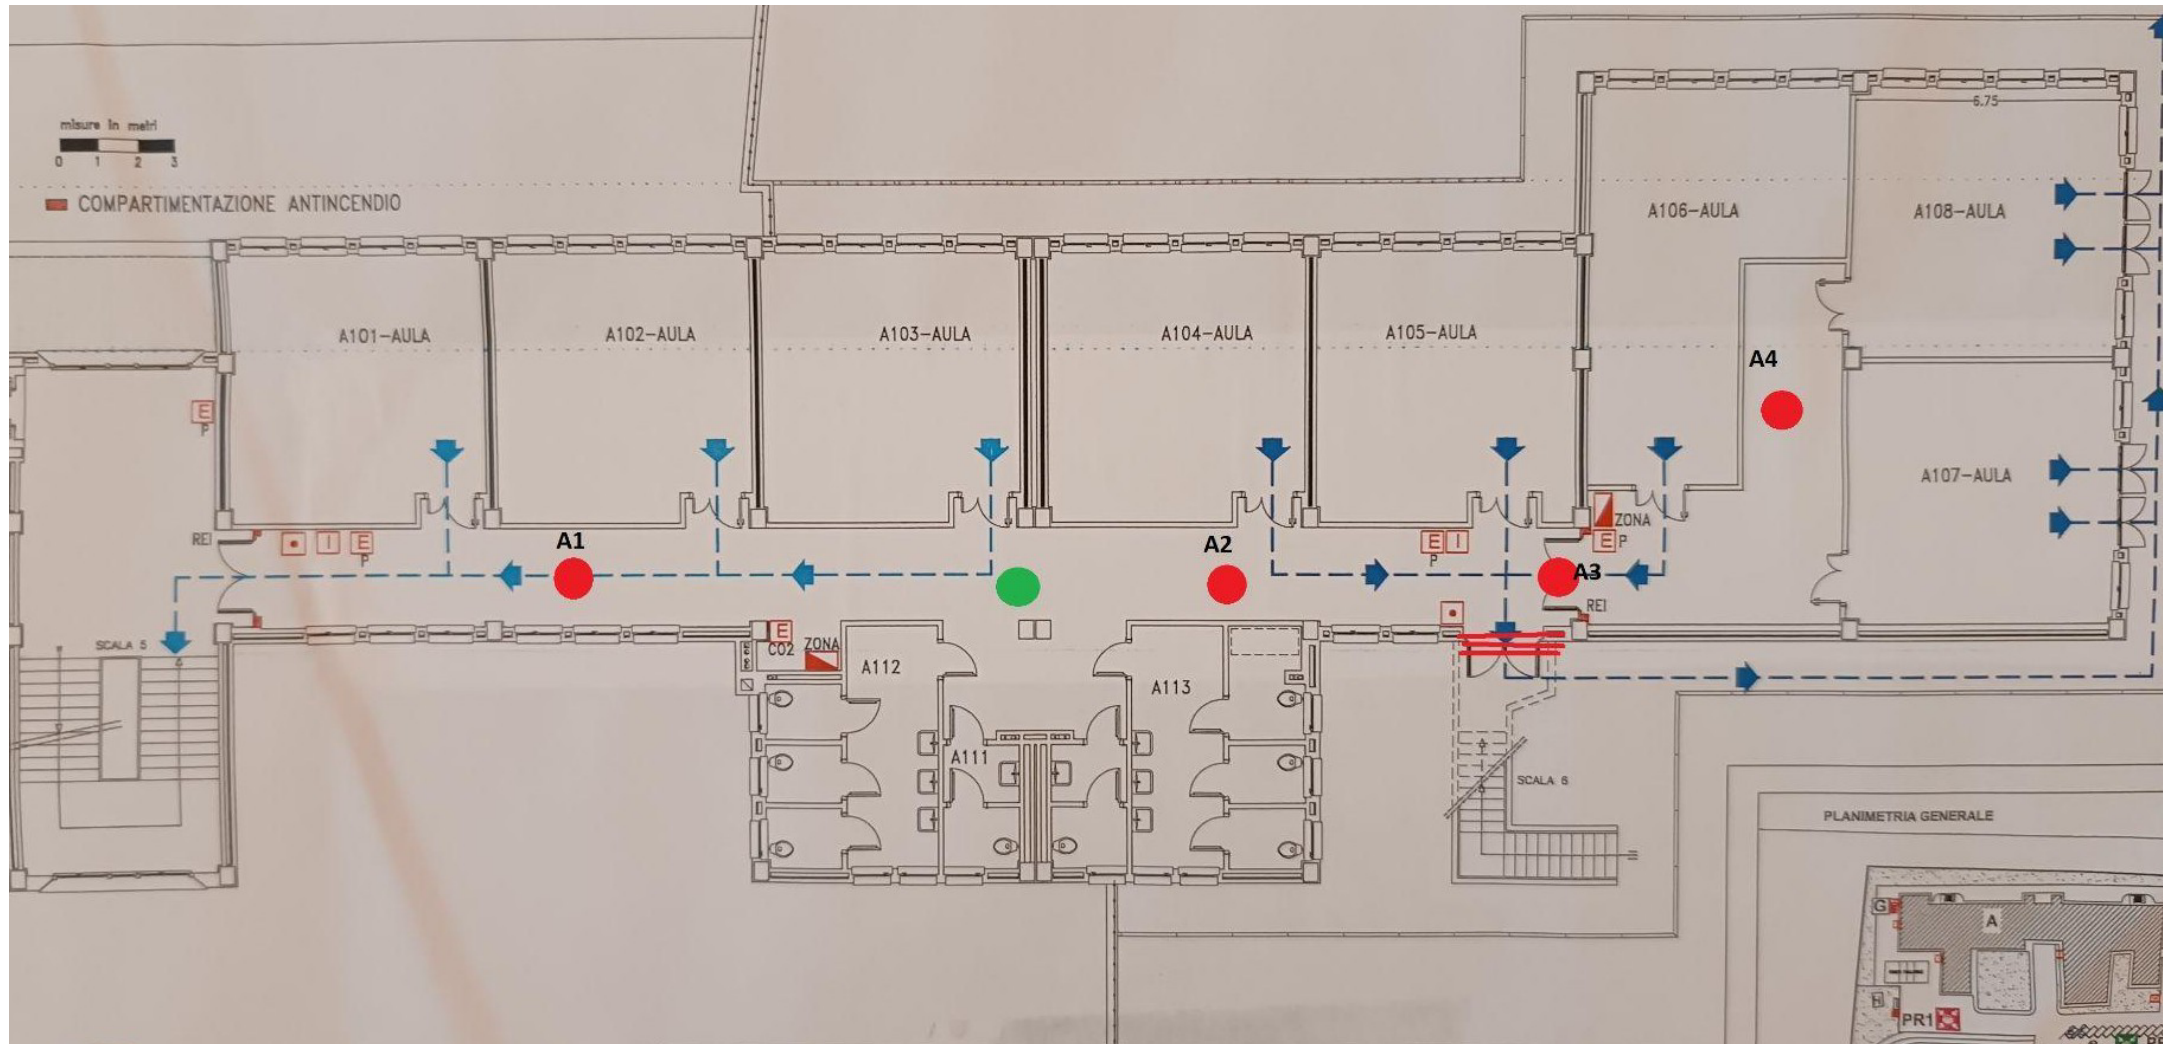 misure in metri
0 1 2 3
COMPARTIMENTAZIONE ANTINCENDIO
6.75
A106-AULA
A108-AULA
A101-AULA
A102-AULA
A103-AULA
A104-AULA
A105-AULA
A4
E
P
A107-AULA
ZONA
REI
I
E
P
A1
A2
E
I
P
E
P
A3
REI
SCALA 5
E
CO2
ZONA
A112
A113
A111
SCALA 6
PLANIMETRIA GENERALE
G
A
H
PR1